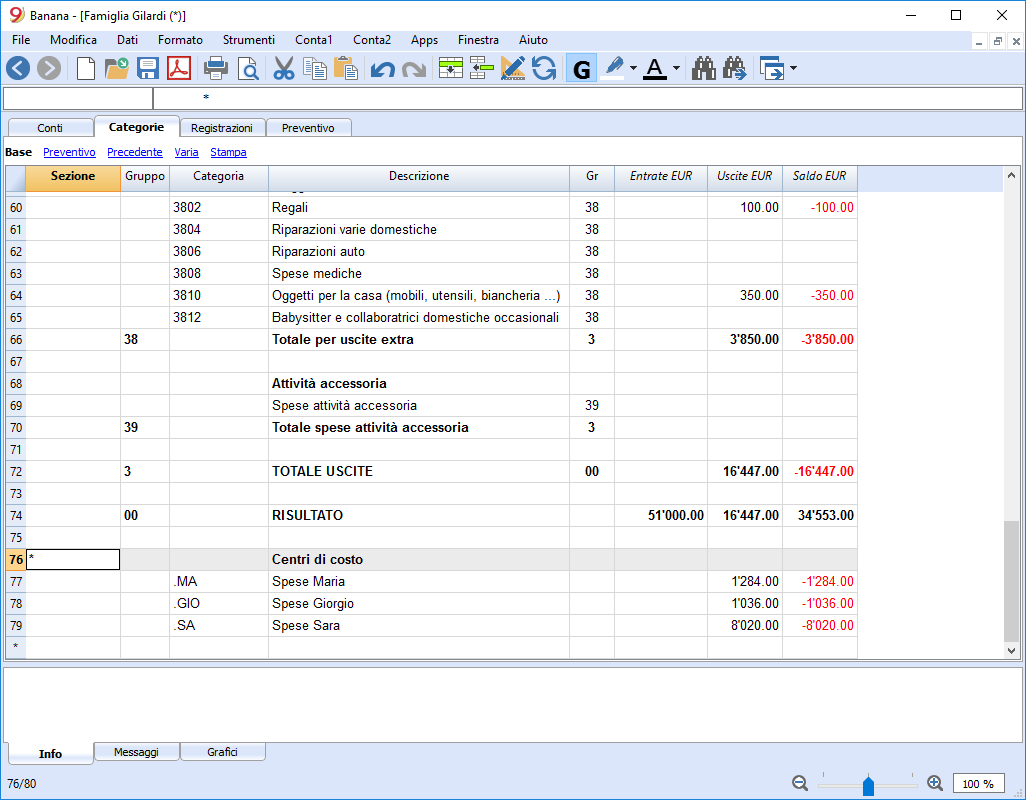 Banana - [Famiglia Gilardi (*)]
File Modifica Dati Formato Strumenti Conta1 Conta2 Apps Finestra Aiuto
G A
*
Conti Categorie Registrazioni Preventivo
Base Preventivo Precedente Varia Stampa
Sezione Gruppo Categoria Descrizione Gr Entrate EUR Uscite EUR Saldo EUR
60 3802 Regali 38 100.00 -100.00
61 3804 Riparazioni varie domestiche 38
62 3806 Riparazioni auto 38
63 3808 Spese mediche 38
64 3810 Oggetti per la casa (mobili, utensili, biancheria ...) 38 350.00 -350.00
65 3812 Babysitter e collaboratrici domestiche occasionali 38
66 38 Totale per uscite extra 3 3'850.00 -3'850.00
67
68 Attività accessoria
69 Spese attività accessoria 39
70 39 Totale spese attività accessoria 3
71
72 3 TOTALE USCITE 00 16'447.00 -16'447.00
73
74 00 RISULTATO 51'000.00 16'447.00 34'553.00
75
76 * Centri di costo
77 .MA Spese Maria 1'284.00 -1'284.00
78 .GIO Spese Giorgio 1'036.00 -1'036.00
79 .SA Spese Sara 8'020.00 -8'020.00
*
Info Messaggi Grafici
76/80 100 %